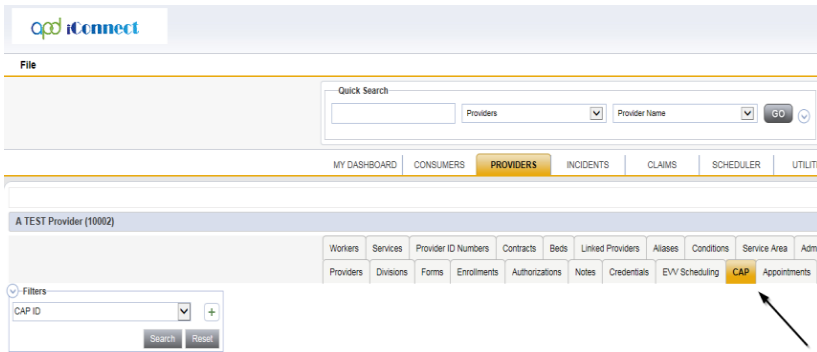 apd iConnect
File
Quick Search
Providers Provider Name GO
MY DASHBOARD CONSUMERS PROVIDERS INCIDENTS CLAIMS SCHEDULER UTILIT
A TEST Provider (10002)
Workers Services Provider ID Numbers Contracts Beds Linked Providers Aliases Conditions Service Area Adm
Providers Divisions Forms Enrollments Authorizations Notes Credentials EVV Scheduling CAP Appointments
Filters
CAP ID +
Search Reset